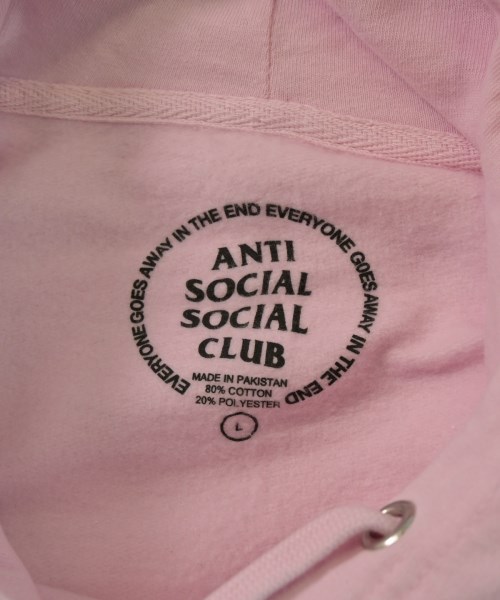 EVERYONE GOES AWAY IN THE END EVERYONE GOES AWAY IN THE END
ANTI
SOCIAL
SOCIAL
CLUB
MADE IN PAKISTAN
80% COTTON
20% POLYESTER
L